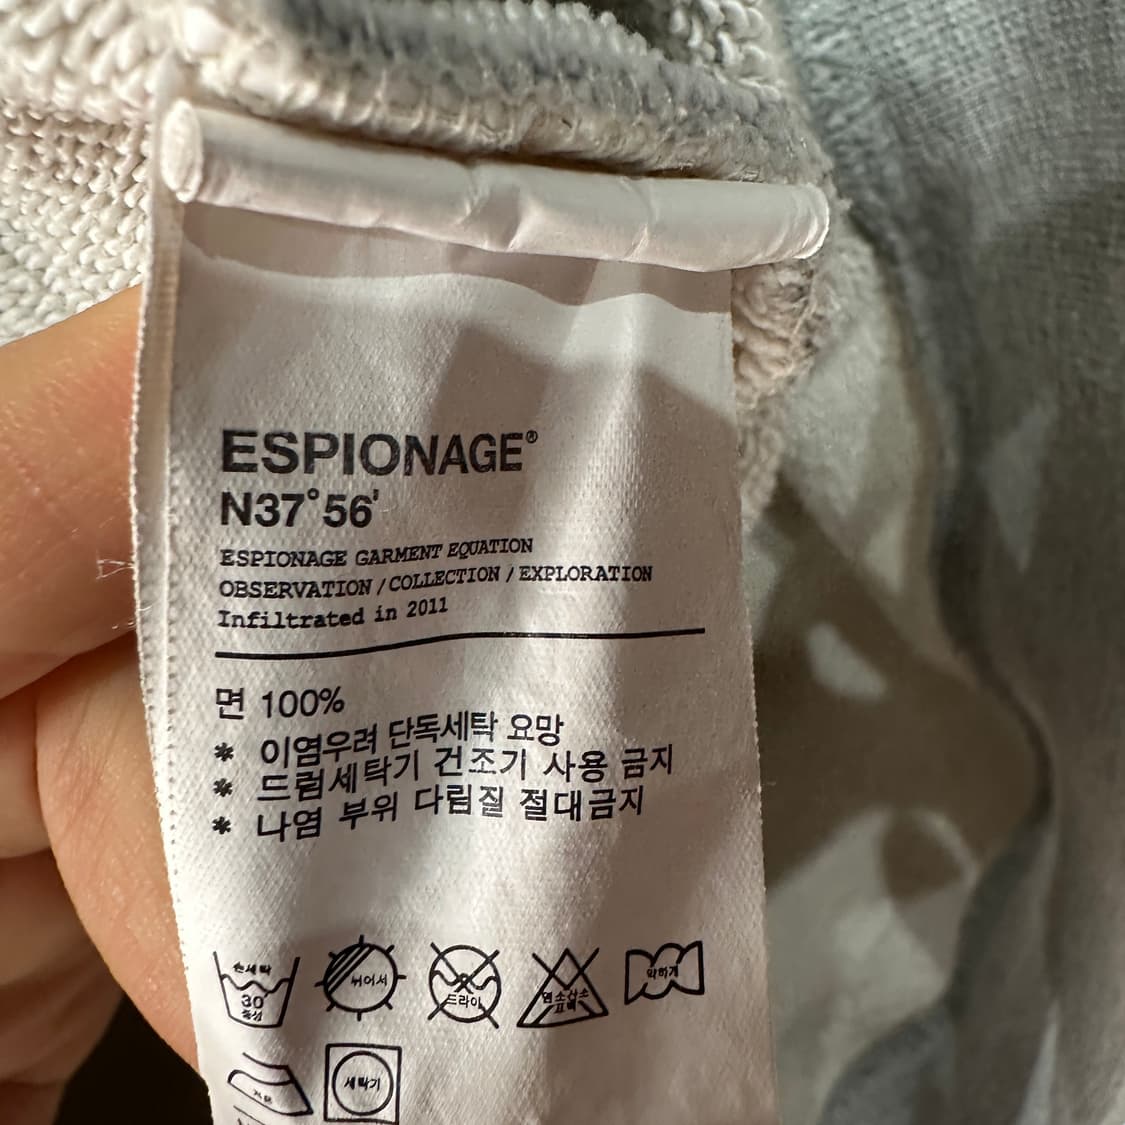 ESPIONAGE®
N37°56'
ESPIONAGE GARMENT EQUATION
OBSERVATION / COLLECTION / EXPLORATION
Infiltrated in 2011
면 100%
* 이염우려 단독세탁 요망
* 드럼세탁기 건조기 사용 금지
* 나염 부위 다림질 절대금지
손세탁
30
중성
뉘어서
드라이
염소산소
표백
약하게
세탁기